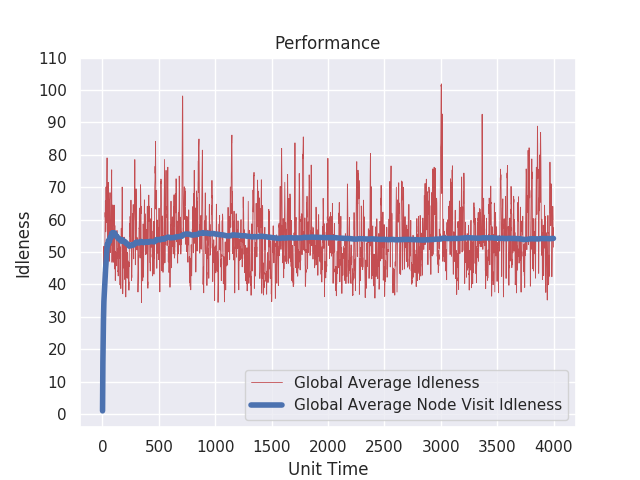 Performance
110
100
90
80
70
60
50
40
30
20
10
0
Idleness
Global Average Idleness
Global Average Node Visit Idleness
0 500 1000 1500 2000 2500 3000 3500 4000
Unit Time